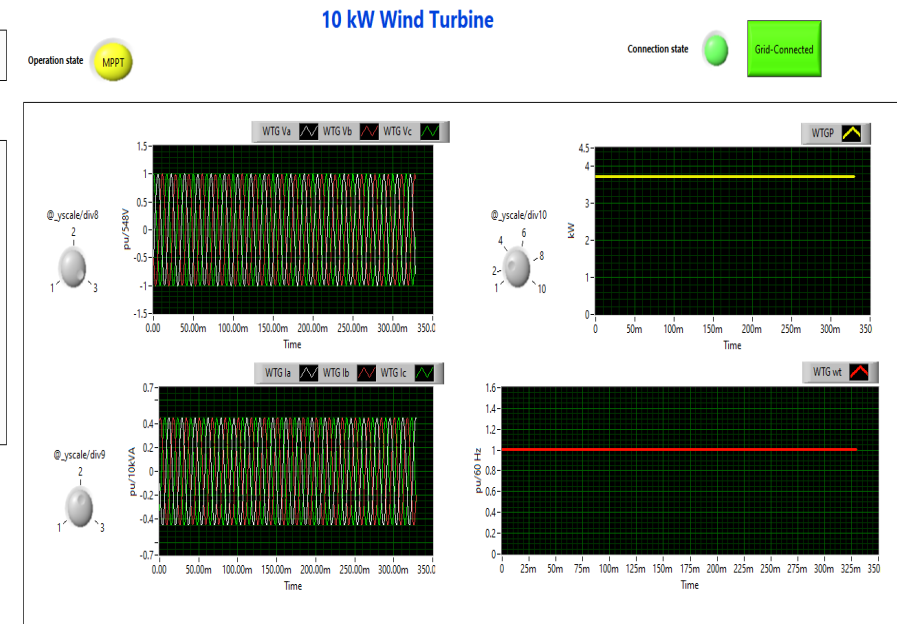 10 kW Wind Turbine
Operation state
MPPT
Connection state
Grid-Connected
WTG Va WTG Vb WTG Vc
@_yscale/div8
1 2 3
pu/548V
1.5-
1-
0.5-
0-
-0.5-
-1-
-1.5-
0.00 50.00m 100.00m 150.00m 200.00m 250.00m 300.00m 350.0
Time
WTGP
@_yscale/div10
1 2 4 6 8 10
kW
4.5-
4-
3-
2-
1-
0-
0 50m 100m 150m 200m 250m 300m 350
Time
WTG Ia WTG Ib WTG Ic
@_yscale/div9
1 2 3
pu/10kVA
0.7-
0.4-
0.2-
0-
-0.2-
-0.4-
-0.7-
0.00 50.00m 100.00m 150.00m 200.00m 250.00m 300.00m 350.0
Time
WTG wt
pu/60 Hz
1.6-
1.4-
1.2-
1-
0.8-
0.6-
0.4-
0.2-
0-
0 25m 50m 75m 100m 125m 150m 175m 200m 225m 250m 275m 300m 325m 350
Time